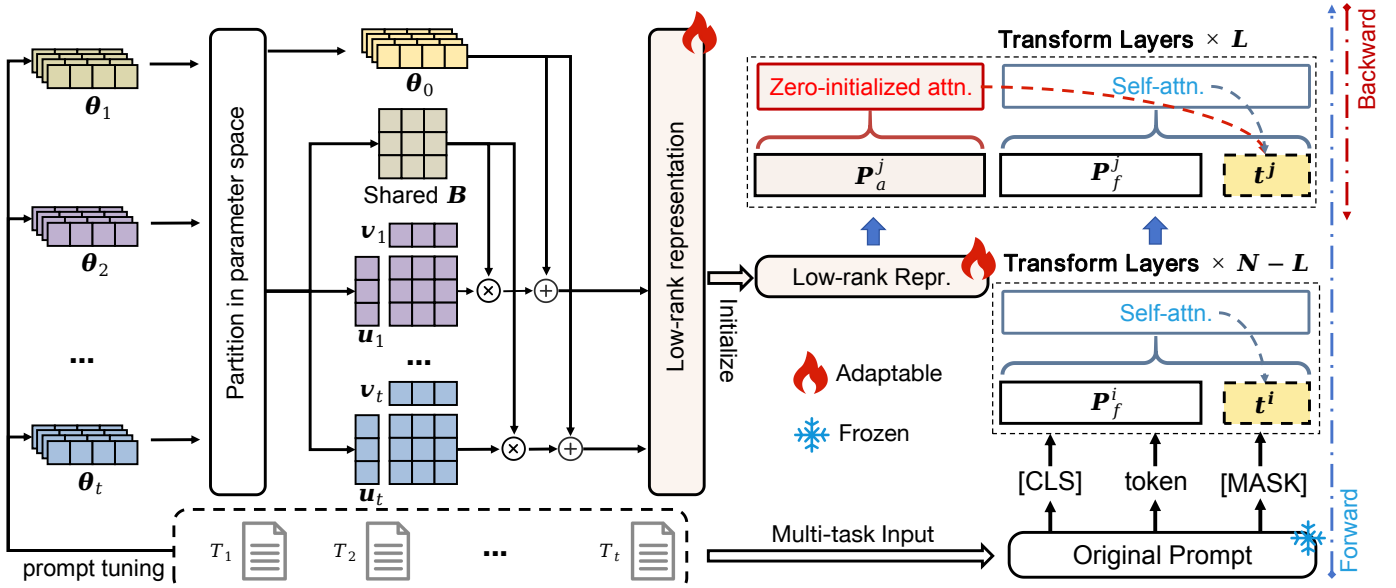 θ₁
θ₂
...
θₜ
prompt tuning
Partition in parameter space
θ₀
Shared B
v₁
u₁
...
vₜ
uₜ
Low-rank representation
T₁
T₂
...
Tₜ
Initialize
Multi-task Input
Transform Layers × L
Zero-initialized attn.
Self-attn.
P_a^j
P_f^j
t^j
Low-rank Repr.
Transform Layers × N − L
Self-attn.
P_f^i
t^i
Adaptable
Frozen
[CLS]
token
[MASK]
Original Prompt
Backward
Forward